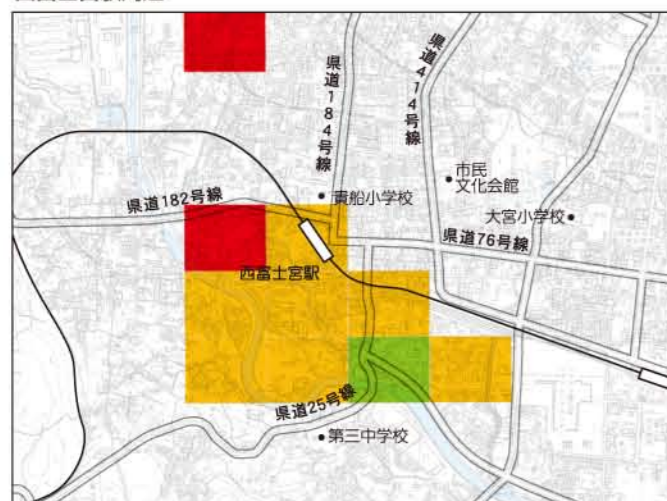 県道184号線
県道414号線
市民
文化会館
貴船小学校
県道182号線
大宮小学校
県道76号線
西富士宮駅
県道25号線
第三中学校